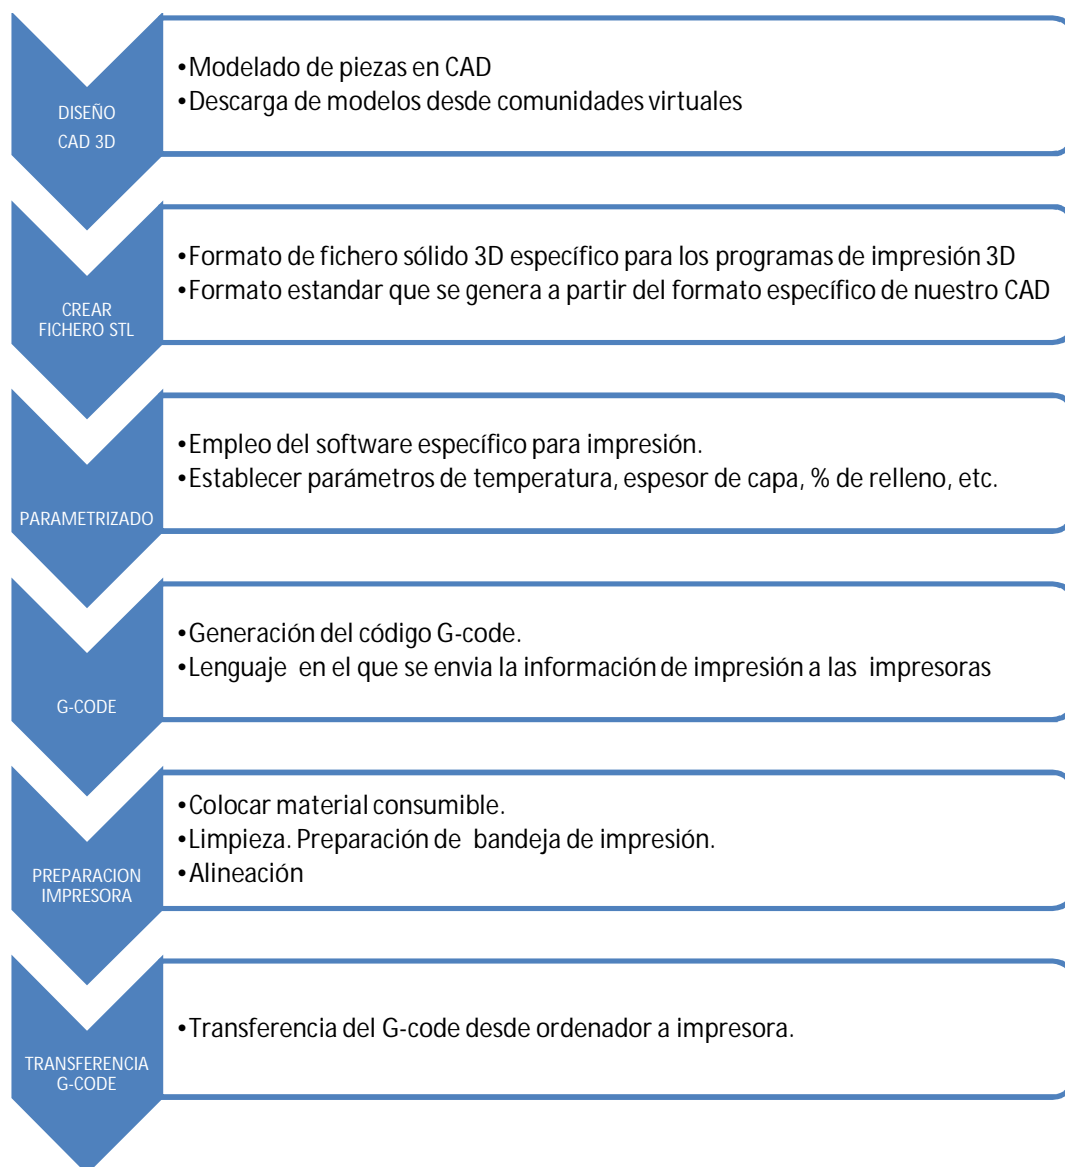 DISEÑO
CAD 3D
•Modelado de piezas en CAD
•Descarga de modelos desde comunidades virtuales
CREAR
FICHERO STL
•Formato de fichero sólido 3D específico para los programas de impresión 3D
•Formato estandar que se genera a partir del formato específico de nuestro CAD
PARAMETRIZADO
•Empleo del software específico para impresión.
•Establecer parámetros de temperatura, espesor de capa, % de relleno, etc.
G-CODE
•Generación del código G-code.
•Lenguaje en el que se envia la información de impresión a las impresoras
PREPARACION
IMPRESORA
•Colocar material consumible.
•Limpieza. Preparación de bandeja de impresión.
•Alineación
TRANSFERENCIA
G-CODE
•Transferencia del G-code desde ordenador a impresora.